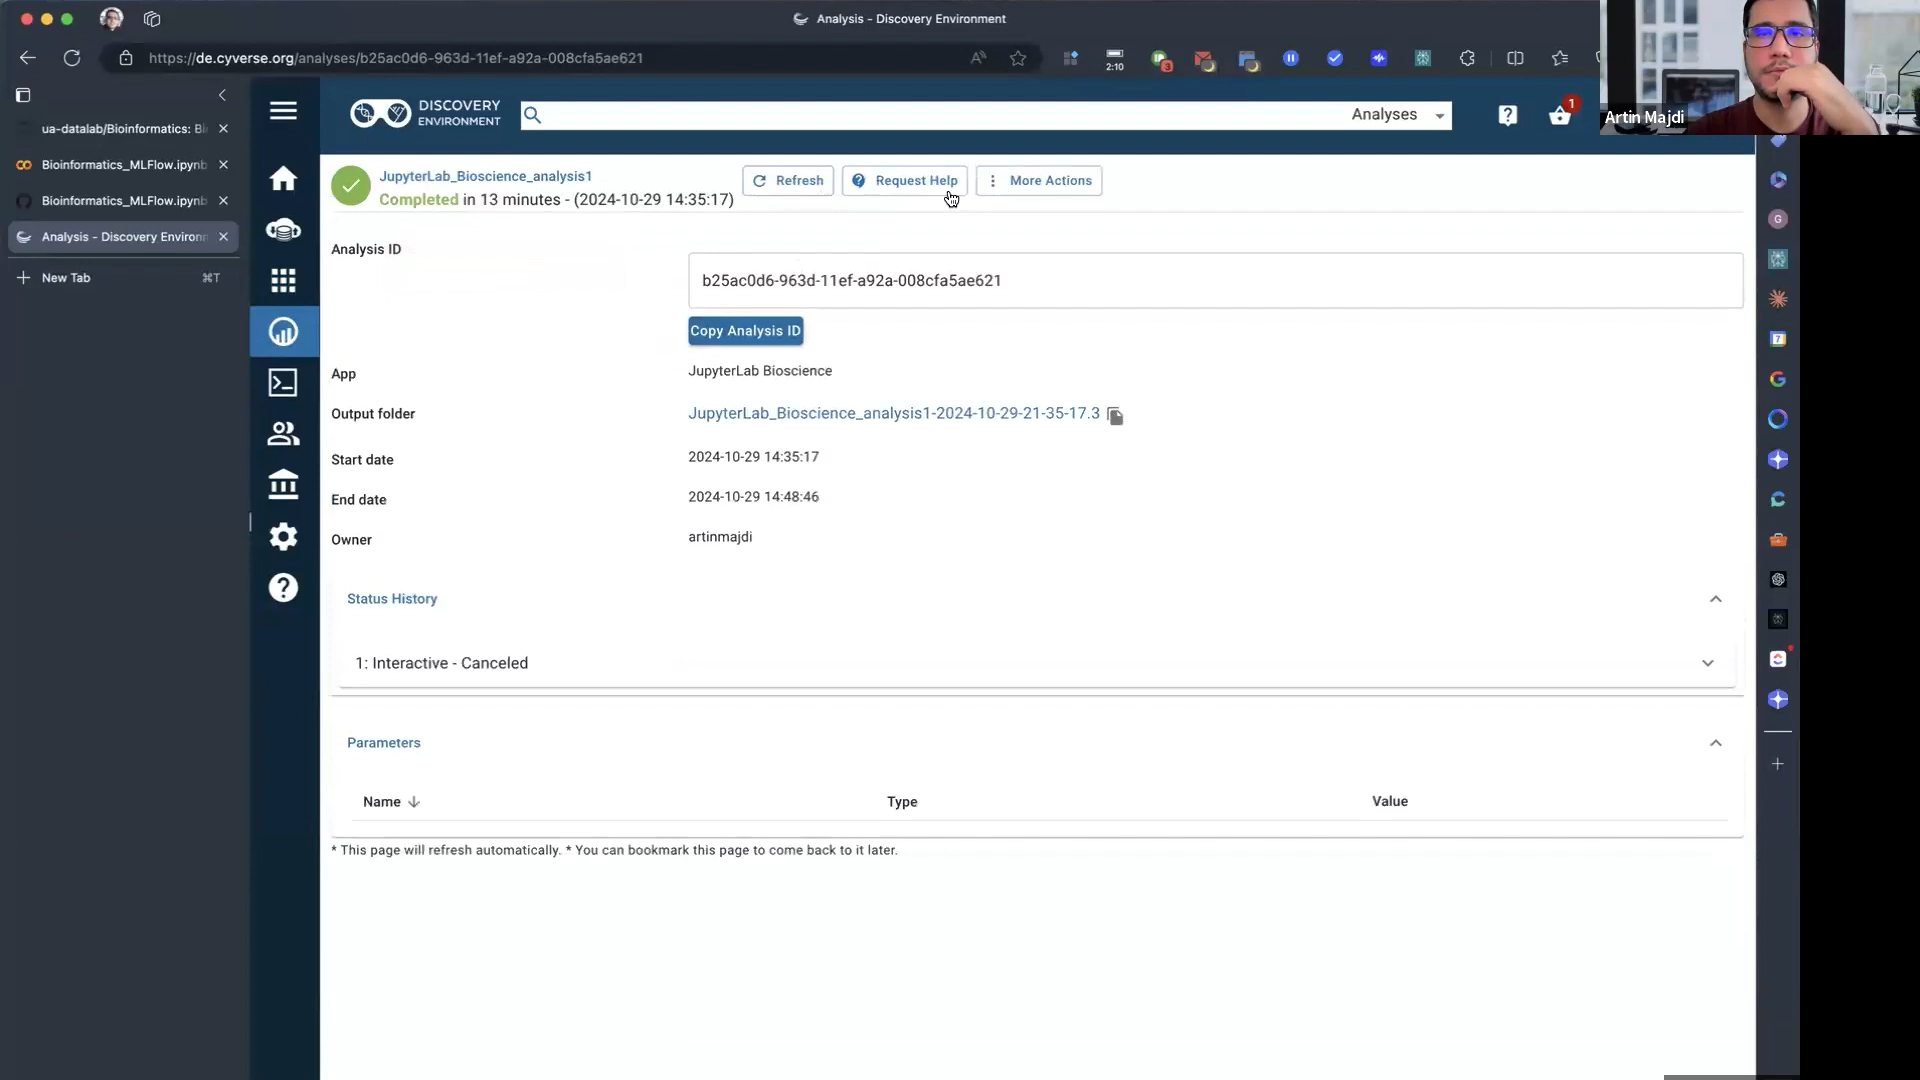 Analysis - Discovery Environment
https://de.cyverse.org/analyses/b25ac0d6-963d-11ef-a92a-008cfa5ae621
2:10
3
Artin Majdi
ua-datalab/Bioinformatics: Bi
Bioinformatics_MLFlow.ipynb
Bioinformatics_MLFlow.ipynb
Analysis - Discovery Environ
New Tab ⌘T
DISCOVERY
ENVIRONMENT
Analyses
1
JupyterLab_Bioscience_analysis1
Completed in 13 minutes - (2024-10-29 14:35:17)
Refresh
Request Help
More Actions
Analysis ID
b25ac0d6-963d-11ef-a92a-008cfa5ae621
Copy Analysis ID
App JupyterLab Bioscience
Output folder JupyterLab_Bioscience_analysis1-2024-10-29-21-35-17.3
Start date 2024-10-29 14:35:17
End date 2024-10-29 14:48:46
Owner artinmajdi
Status History
1: Interactive - Canceled
Parameters
Name Type Value
* This page will refresh automatically. * You can bookmark this page to come back to it later.
G
7